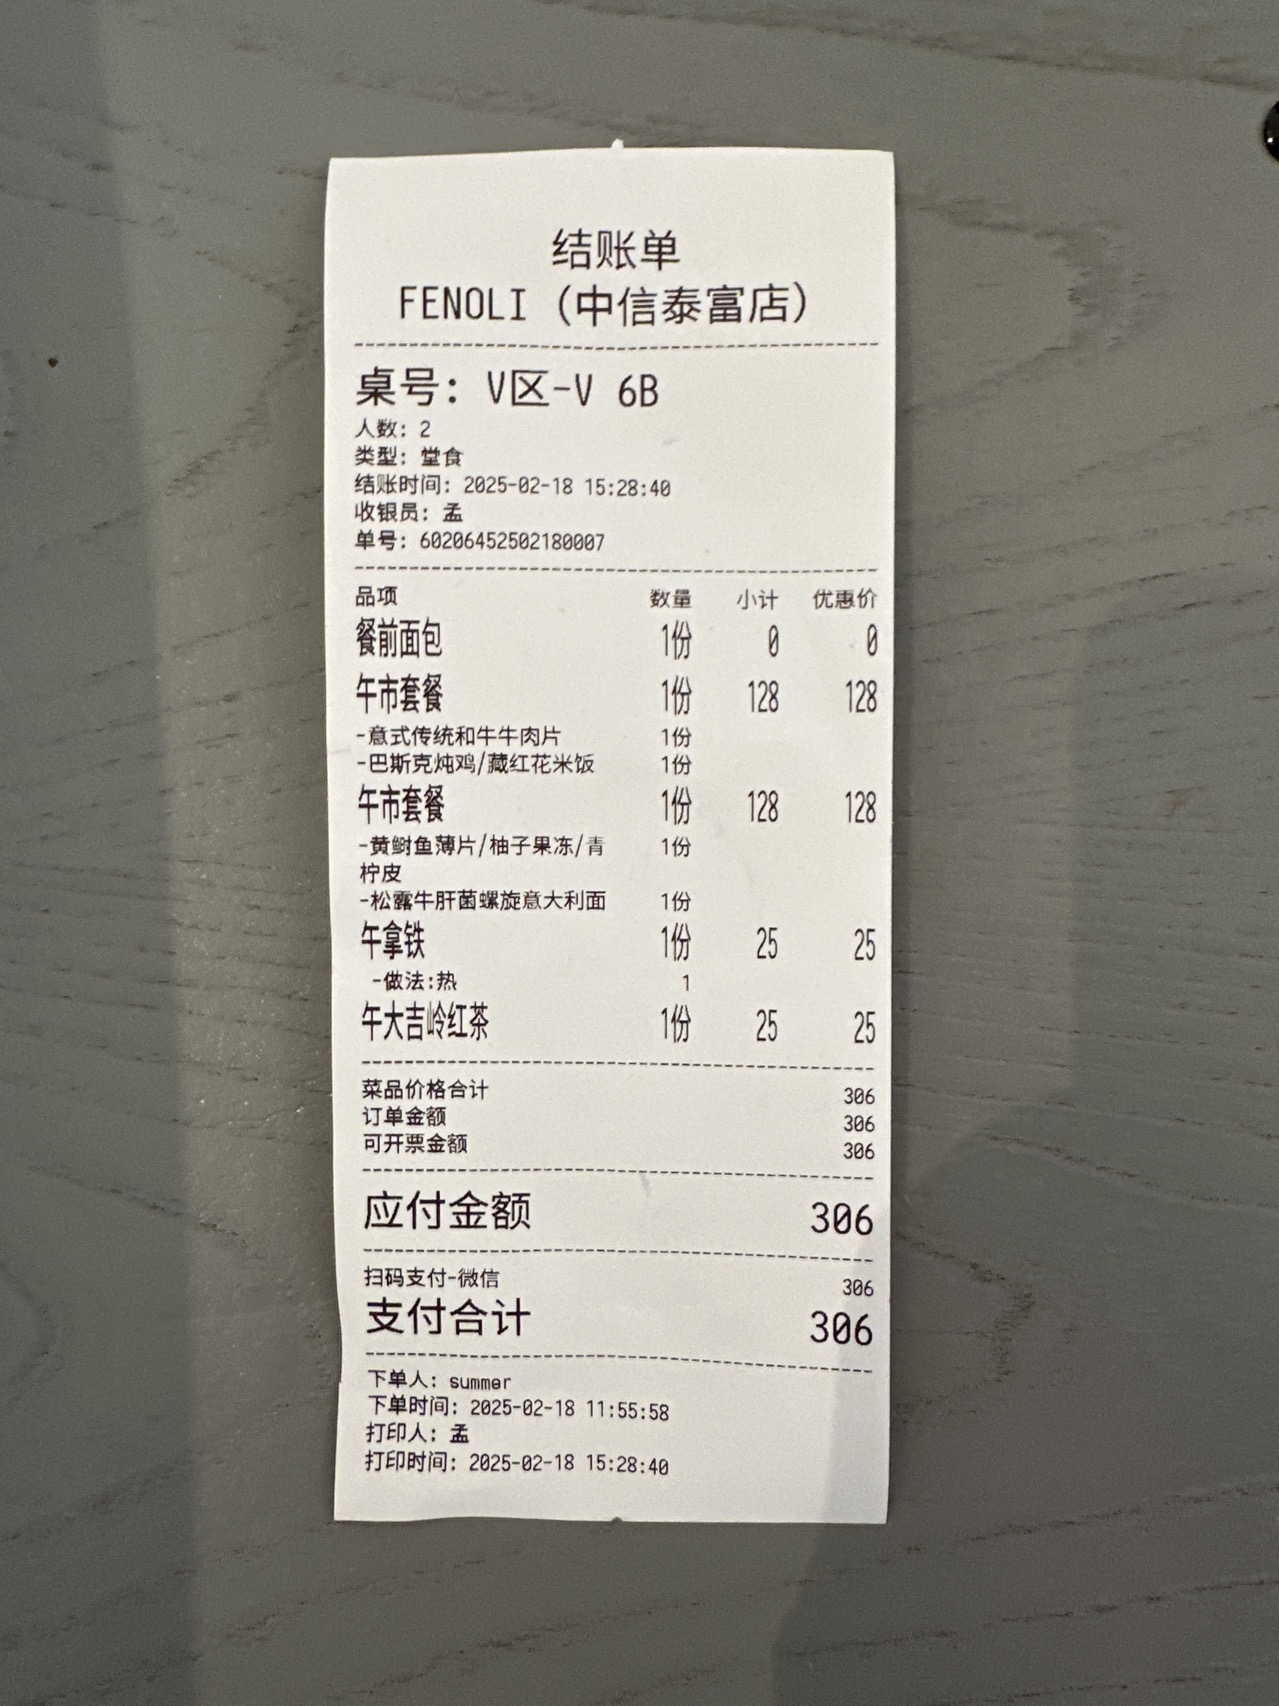 结账单
FENOLI (中信泰富店)
桌号: V区-V 6B
人数: 2
类型: 堂食
结账时间: 2025-02-18 15:28:40
收银员: 孟
单号: 60206452502180007
品项 数量 小计 优惠价
餐前面包 1份 0 0
午市套餐 1份 128 128
-意式传统和牛牛肉片 1份
-巴斯克炖鸡/藏红花米饭 1份
午市套餐 1份 128 128
-黄鰤鱼薄片/柚子果冻/青 1份
柠皮
-松露牛肝菌螺旋意大利面 1份
午拿铁 1份 25 25
-做法:热 1
午大吉岭红茶 1份 25 25
菜品价格合计 306
订单金额 306
可开票金额 306
应付金额 306
扫码支付-微信 306
支付合计 306
下单人: summer
下单时间: 2025-02-18 11:55:58
打印人: 孟
打印时间: 2025-02-18 15:28:40